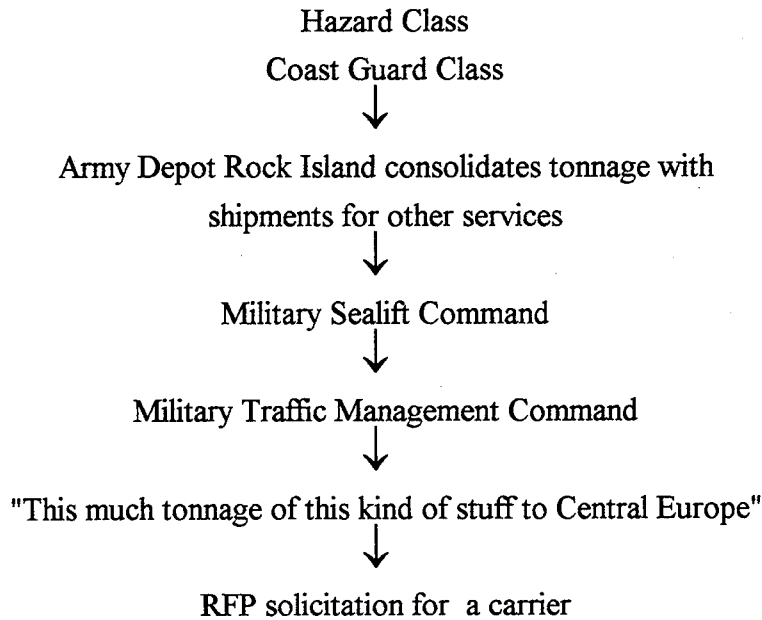 Hazard Class
Coast Guard Class
Army Depot Rock Island consolidates tonnage with
shipments for other services
Military Sealift Command
Military Traffic Management Command
"This much tonnage of this kind of stuff to Central Europe"
RFP solicitation for a carrier